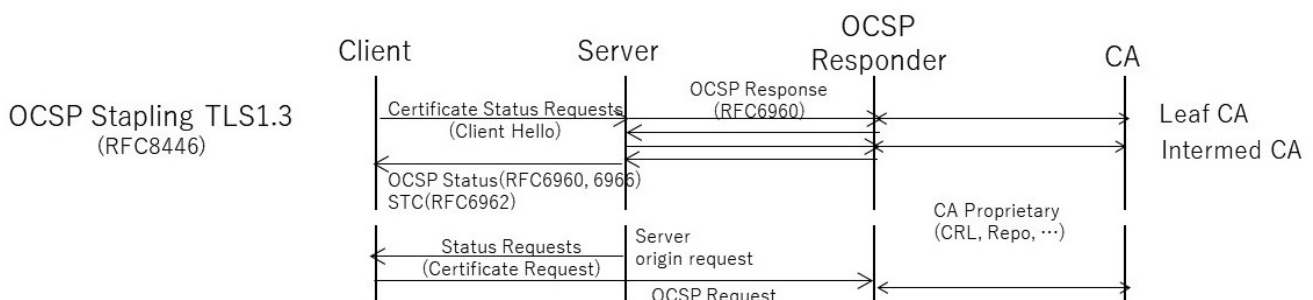 OCSP
Client Server Responder CA
OCSP Stapling TLS1.3
(RFC8446)
Certificate Status Requests
(Client Hello)
OCSP Response
(RFC6960)
Leaf CA
Intermed CA
OCSP Status(RFC6960, 6966)
STC(RFC6962)
CA Proprietary
(CRL, Repo, …)
Status Requests
(Certificate Request)
Server
origin request
OCSP Request